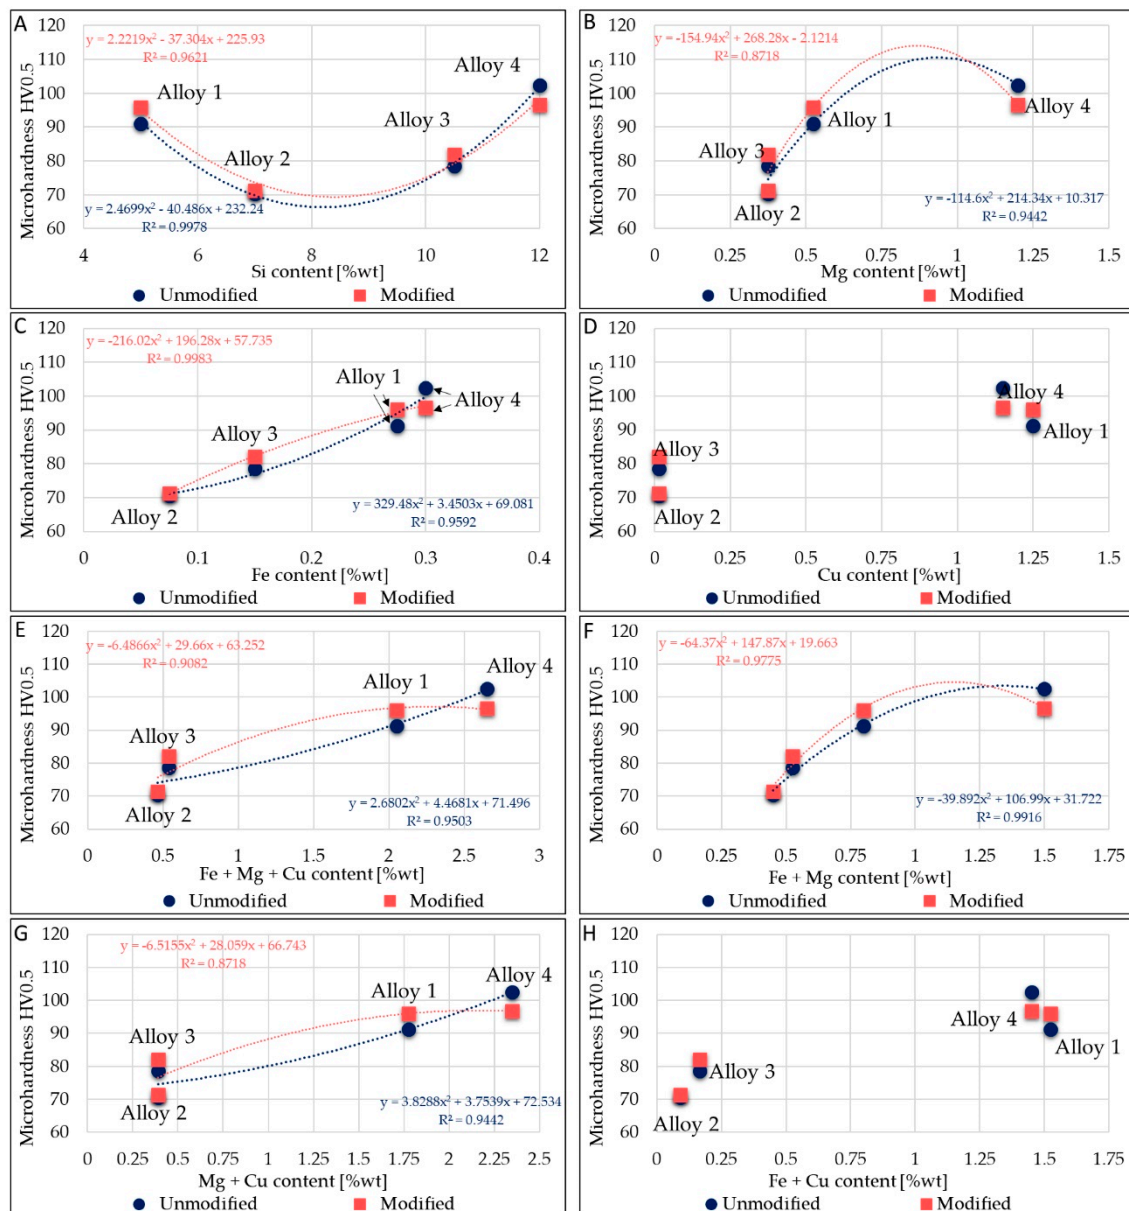 A
Microhardness HV0.5
120
110
100
90
80
70
60
y = 2.2219x² - 37.304x + 225.93
R² = 0.9621
Alloy 1
Alloy 2
Alloy 3
Alloy 4
y = 2.4699x² - 40.486x + 232.24
R² = 0.9978
4
6
8
10
12
Si content [%wt]
Unmodified
Modified
B
Microhardness HV0.5
120
110
100
90
80
70
60
y = -154.94x² + 268.28x - 2.1214
R² = 0.8718
Alloy 3
Alloy 2
Alloy 1
Alloy 4
y = -114.6x² + 214.34x + 10.317
R² = 0.9442
0
0.25
0.5
0.75
1
1.25
1.5
Mg content [%wt]
Unmodified
Modified
C
Microhardness HV0.5
120
110
100
90
80
70
60
y = -216.02x² + 196.28x + 57.735
R² = 0.9983
Alloy 1
Alloy 4
Alloy 3
Alloy 2
y = 329.48x² + 3.4503x + 69.081
R² = 0.9592
0
0.1
0.2
0.3
0.4
Fe content [%wt]
Unmodified
Modified
D
Microhardness HV0.5
120
110
100
90
80
70
60
Alloy 3
Alloy 2
Alloy 4
Alloy 1
0
0.5
1
1.5
Cu content [%wt]
Unmodified
Modified
E
Microhardness HV0.5
120
110
100
90
80
70
60
y = -6.4866x² + 29.66x + 63.252
R² = 0.9082
Alloy 4
Alloy 1
Alloy 3
Alloy 2
y = 2.6802x² + 4.4681x + 71.496
R² = 0.9503
0
0.5
1
1.5
2
2.5
3
Fe + Mg + Cu content [%wt]
Unmodified
Modified
F
Microhardness HV0.5
120
110
100
90
80
70
60
y = -64.37x² + 147.87x + 19.663
R² = 0.9775
y = -39.892x² + 106.99x + 31.722
R² = 0.9916
0
0.25
0.5
0.75
1
1.25
1.5
1.75
Fe + Mg content [%wt]
Unmodified
Modified
G
Microhardness HV0.5
120
110
100
90
80
70
60
y = -6.5155x² + 28.059x + 66.743
R² = 0.8718
Alloy 4
Alloy 1
Alloy 3
Alloy 2
y = 3.8288x² + 3.7539x + 72.534
R² = 0.9442
0
0.25
0.5
0.75
1
1.25
1.5
1.75
2
2.25
2.5
Mg + Cu content [%wt]
Unmodified
Modified
H
Microhardness HV0.5
120
110
100
90
80
70
60
Alloy 4
Alloy 1
Alloy 3
Alloy 2
0
0.25
0.5
0.75
1
1.25
1.5
1.75
Fe + Cu content [%wt]
Unmodified
Modified